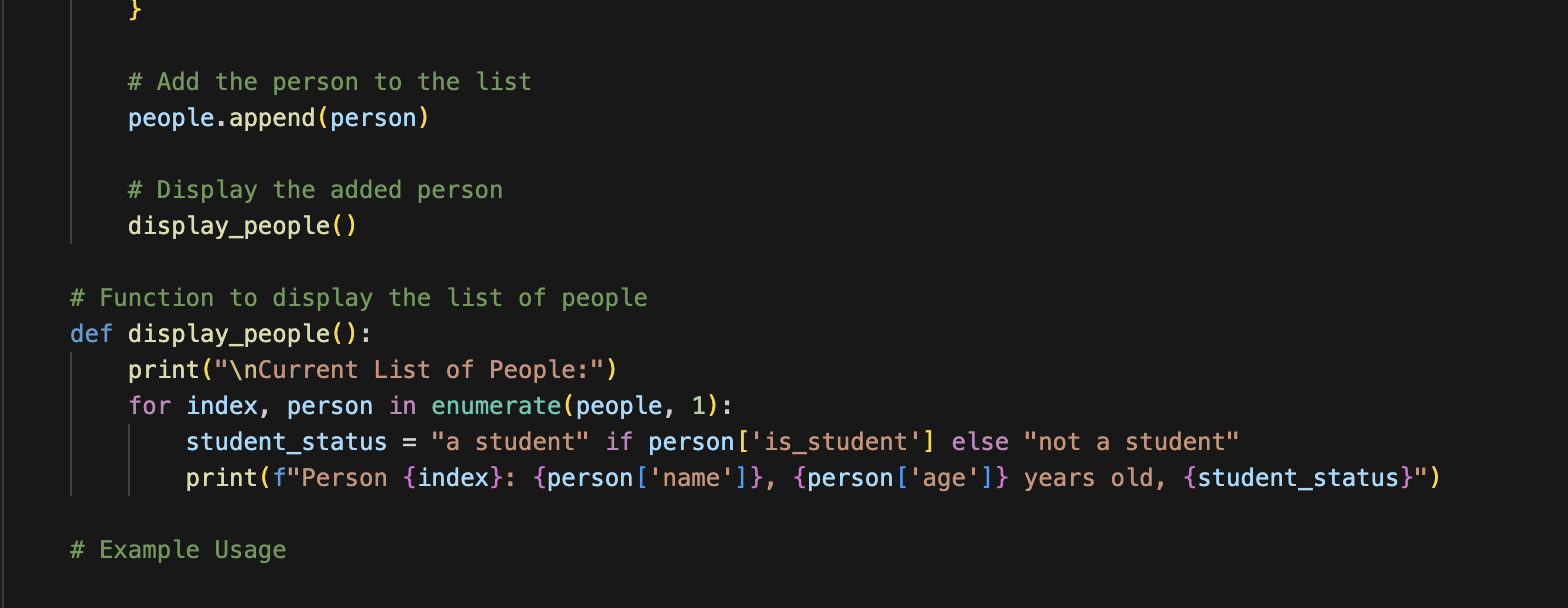 }
# Add the person to the list
people.append(person)
# Display the added person
display_people()
# Function to display the list of people
def display_people():
print("\nCurrent List of People:")
for index, person in enumerate(people, 1):
student_status = "a student" if person['is_student'] else "not a student"
print(f"Person {index}: {person['name']}, {person['age']} years old, {student_status}")
# Example Usage